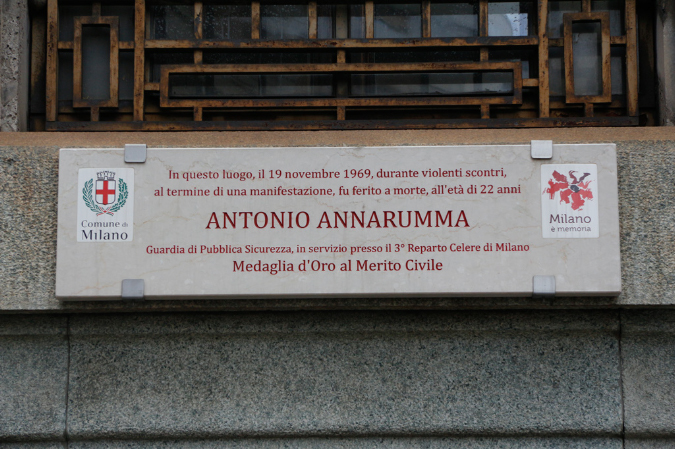 In questo luogo, il 19 novembre 1969, durante violenti scontri,
al termine di una manifestazione, fu ferito a morte, all'età di 22 anni
ANTONIO ANNARUMMA
Guardia di Pubblica Sicurezza, in servizio presso il 3° Reparto Celere di Milano
Medaglia d'Oro al Merito Civile
Comune di
Milano
Milano
è memoria